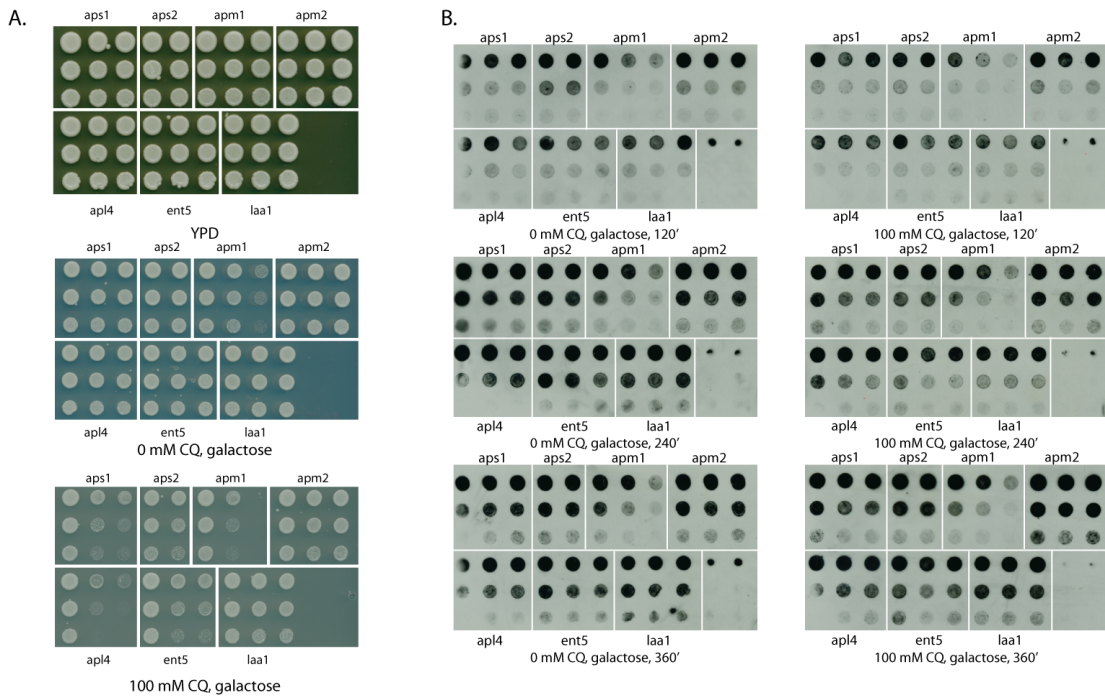 A.
aps1 aps2 apm1 apm2
apl4 ent5 laa1
YPD
aps1 aps2 apm1 apm2
apl4 ent5 laa1
0 mM CQ, galactose
aps1 aps2 apm1 apm2
apl4 ent5 laa1
100 mM CQ, galactose
B.
aps1 aps2 apm1 apm2
apl4 ent5 laa1
0 mM CQ, galactose, 120'
aps1 aps2 apm1 apm2
apl4 ent5 laa1
100 mM CQ, galactose, 120'
aps1 aps2 apm1 apm2
apl4 ent5 laa1
0 mM CQ, galactose, 240'
aps1 aps2 apm1 apm2
apl4 ent5 laa1
100 mM CQ, galactose, 240'
aps1 aps2 apm1 apm2
apl4 ent5 laa1
0 mM CQ, galactose, 360'
aps1 aps2 apm1 apm2
apl4 ent5 laa1
100 mM CQ, galactose, 360'